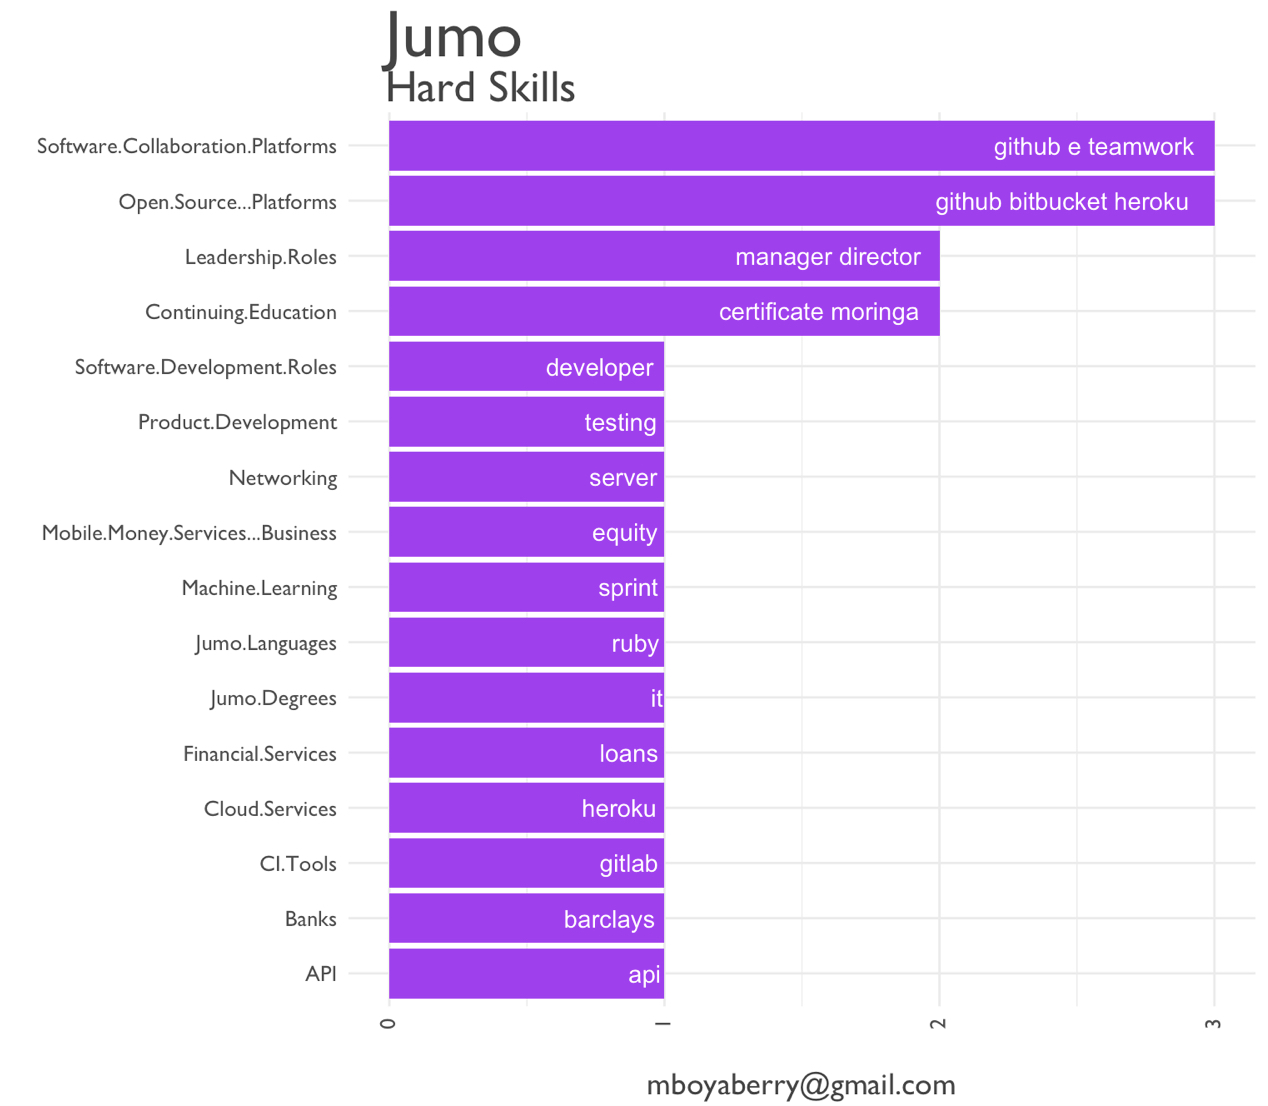 Jumo
Hard Skills
Software.Collaboration.Platforms github e teamwork
Open.Source...Platforms github bitbucket heroku
Leadership.Roles manager director
Continuing.Education certificate moringa
Software.Development.Roles developer
Product.Development testing
Networking server
Mobile.Money.Services...Business equity
Machine.Learning sprint
Jumo.Languages ruby
Jumo.Degrees it
Financial.Services loans
Cloud.Services heroku
CI.Tools gitlab
Banks barclays
API api
0 1 2 3
mboyaberry@gmail.com